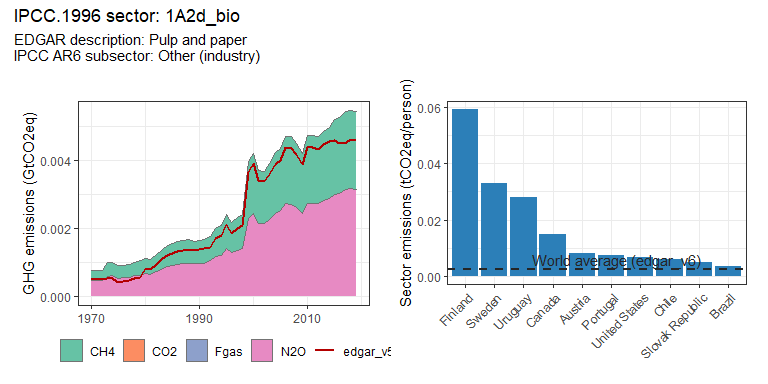 IPCC.1996 sector: 1A2d_bio
EDGAR description: Pulp and paper
IPCC AR6 subsector: Other (industry)
GHG emissions (GtCO2eq)
0.004
0.002
0.000
1970
1990
2010
CH4
CO2
Fgas
N2O
edgar_v5
Sector emissions (tCO2eq/person)
0.06
0.04
0.02
0.00
World average (edgar_v6)
Finland
Sweden
Uruguay
Canada
Austria
Portugal
United States
Chile
Slovak Republic
Brazil